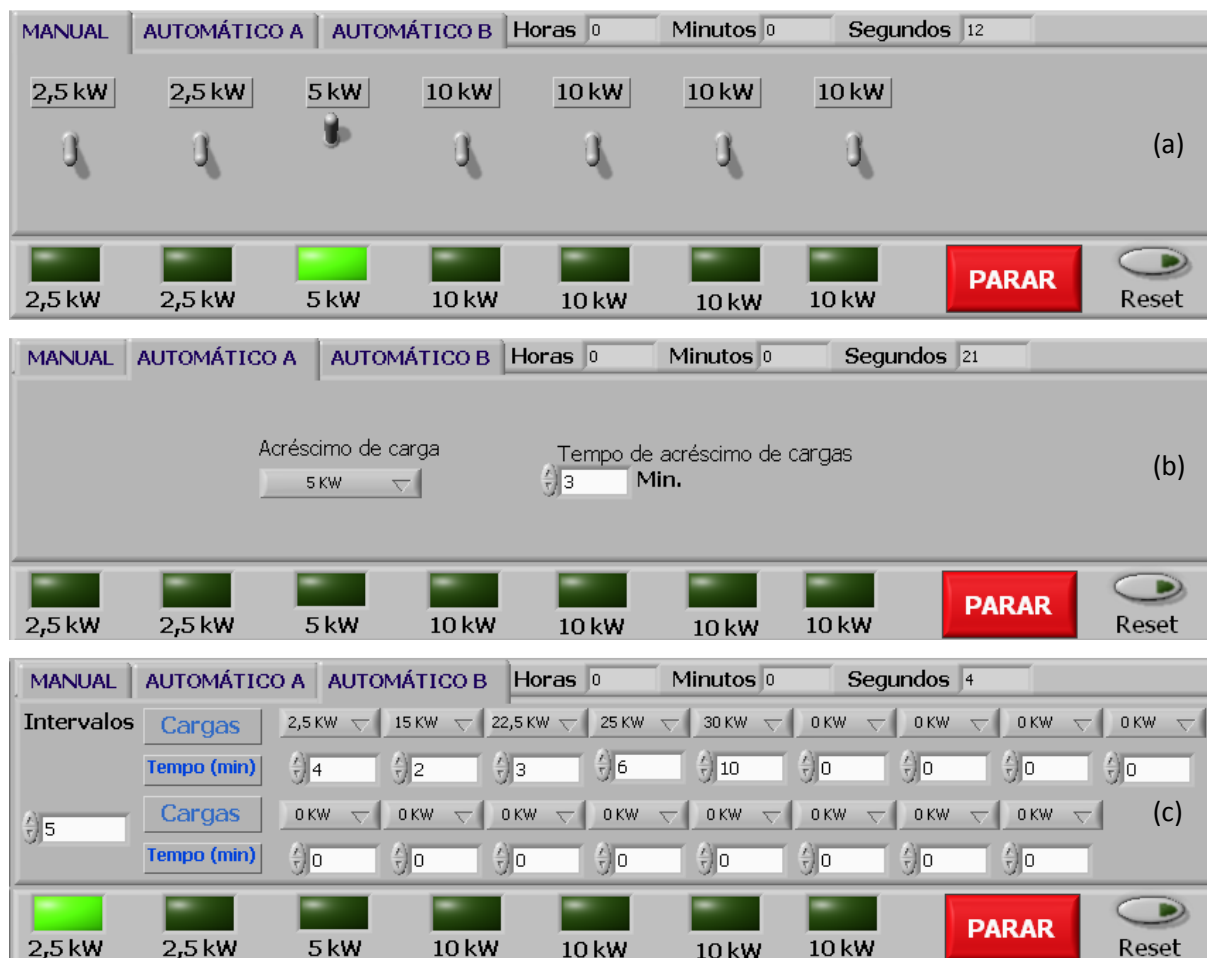 MANUAL AUTOMÁTICO A AUTOMÁTICO B Horas 0 Minutos 0 Segundos 12
2,5 kW 2,5 kW 5 kW 10 kW 10 kW 10 kW 10 kW
(a)
2,5 kW 2,5 kW 5 kW 10 kW 10 kW 10 kW 10 kW PARAR Reset
MANUAL AUTOMÁTICO A AUTOMÁTICO B Horas 0 Minutos 0 Segundos 21
Acréscimo de carga Tempo de acréscimo de cargas
5 KW 3 Min. (b)
2,5 kW 2,5 kW 5 kW 10 kW 10 kW 10 kW 10 kW PARAR Reset
MANUAL AUTOMÁTICO A AUTOMÁTICO B Horas 0 Minutos 0 Segundos 4
Intervalos Cargas 2,5 KW 15 KW 22,5 KW 25 KW 30 KW 0 KW 0 KW 0 KW 0 KW
Tempo (min) 4 2 3 6 10 0 0 0 0
5 Cargas 0 KW 0 KW 0 KW 0 KW 0 KW 0 KW 0 KW 0 KW (c)
Tempo (min) 0 0 0 0 0 0 0 0
2,5 kW 2,5 kW 5 kW 10 kW 10 kW 10 kW 10 kW PARAR Reset